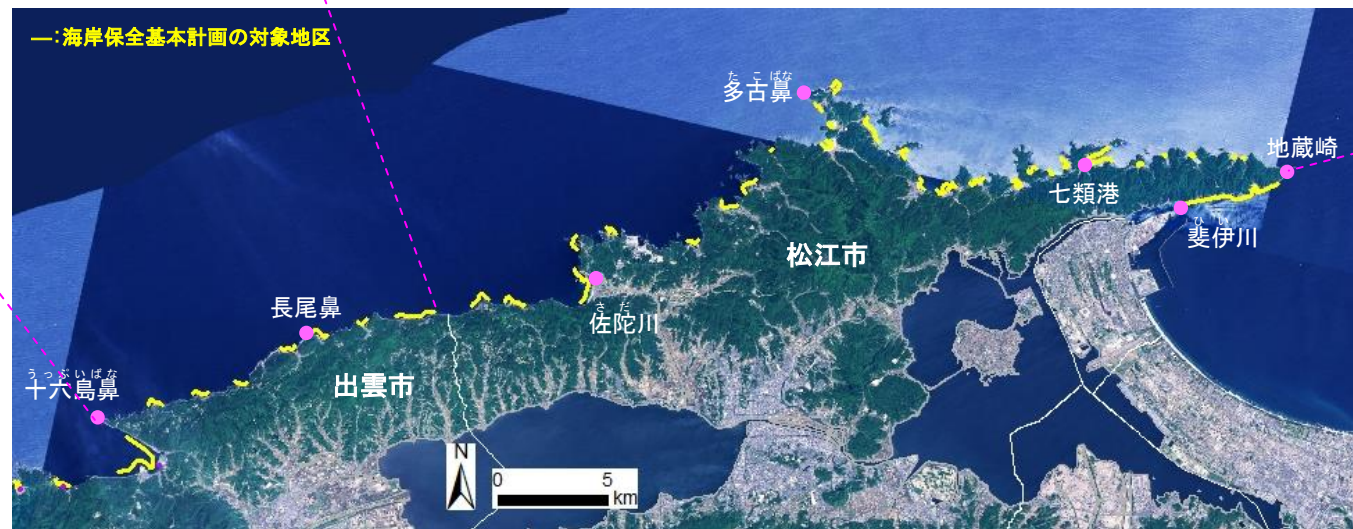 ―:海岸保全基本計画の対象地区
たこばな
多古鼻
地蔵崎
七類港
ひい
斐伊川
松江市
さだ
佐陀川
長尾鼻
出雲市
うっぷいばな
十六島鼻
N
0 5
km